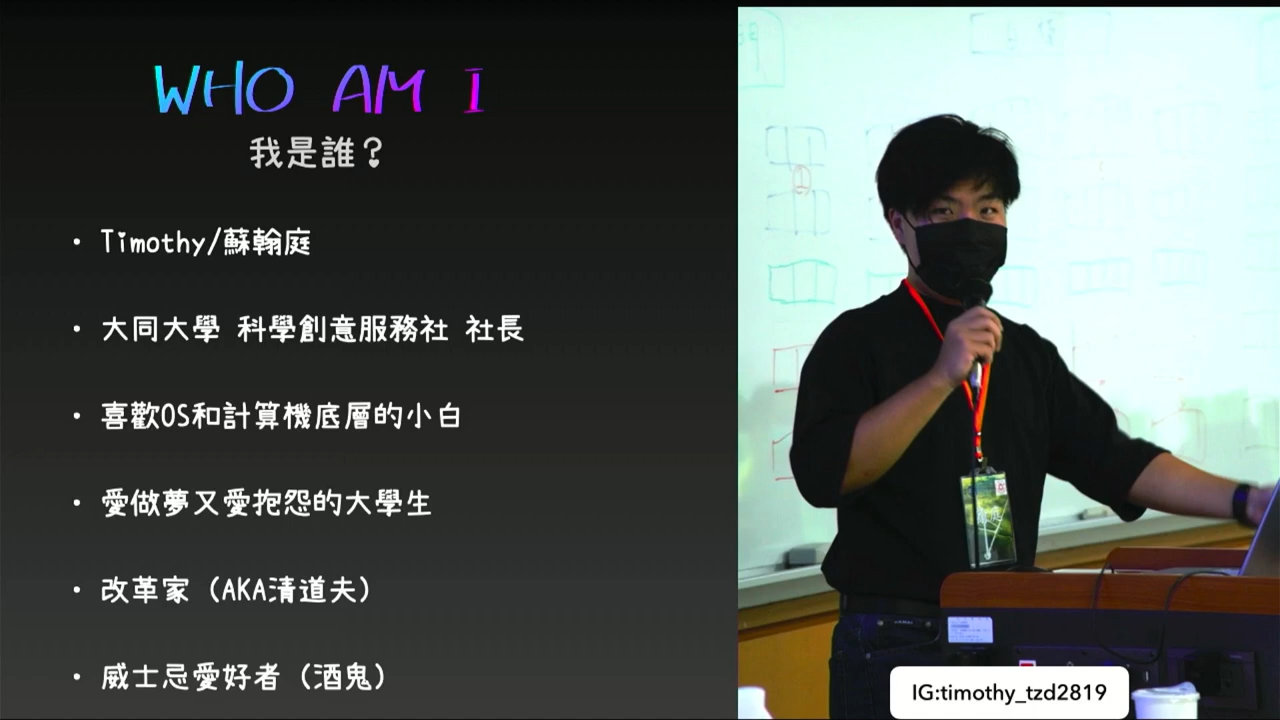 WHO AM I
我是誰？
• Timothy/蘇翰庭
• 大同大學 科學創意服務社 社長
• 喜歡OS和計算機底層的小白
• 愛做夢又愛抱怨的大學生
• 改革家（AKA清道夫）
• 威士忌愛好者（酒鬼）
IG:timothy_tzd2819